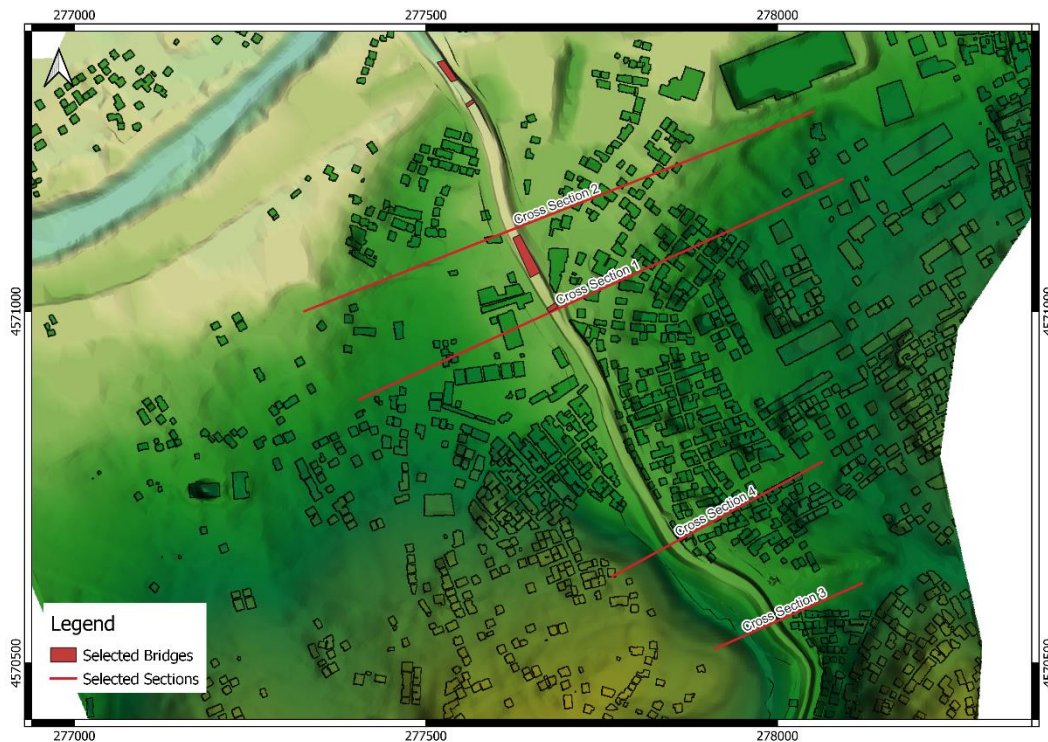 277000 277500 278000
Cross Section 2
Cross Section 1
4571000 4571000
Cross Section 4
Cross Section 3
Legend
Selected Bridges
Selected Sections
4570500 4570500
277000 277500 278000